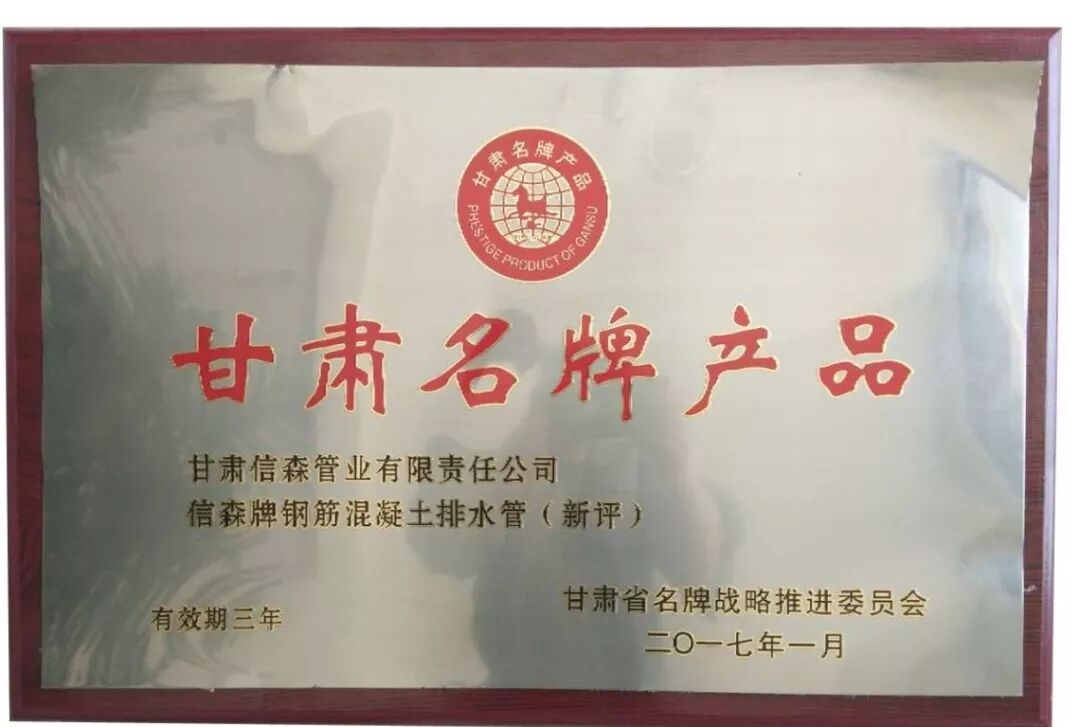 甘肃名牌产品
PRESTIGE PRODUCT OF GANSU
甘肃名牌产品
甘肃信森管业有限责任公司
信森牌钢筋混凝土排水管（新评）
有效期三年
甘肃省名牌战略推进委员会
二〇一七年一月